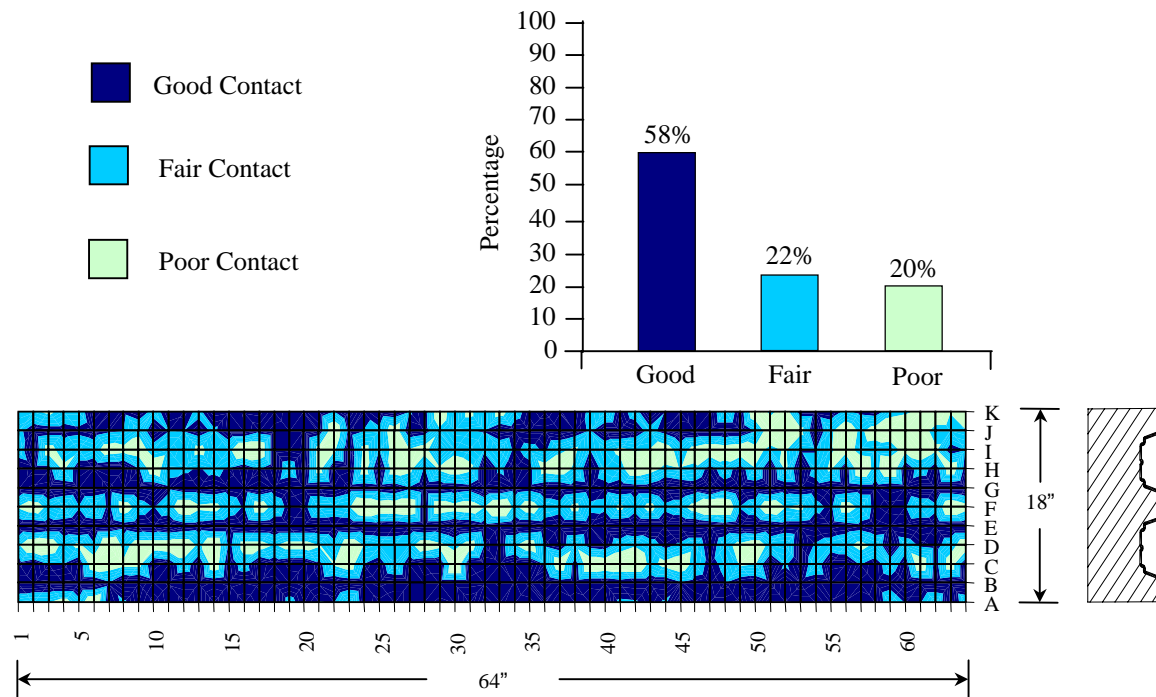 Good Contact
Fair Contact
Poor Contact
Percentage
100
90
80
70
60
50
40
30
20
10
0
58%
22%
20%
Good Fair Poor
K
J
I
H
G
F
E
D
C
B
A
1 5 10 15 20 25 30 35 40 45 50 55 60
64"
18"